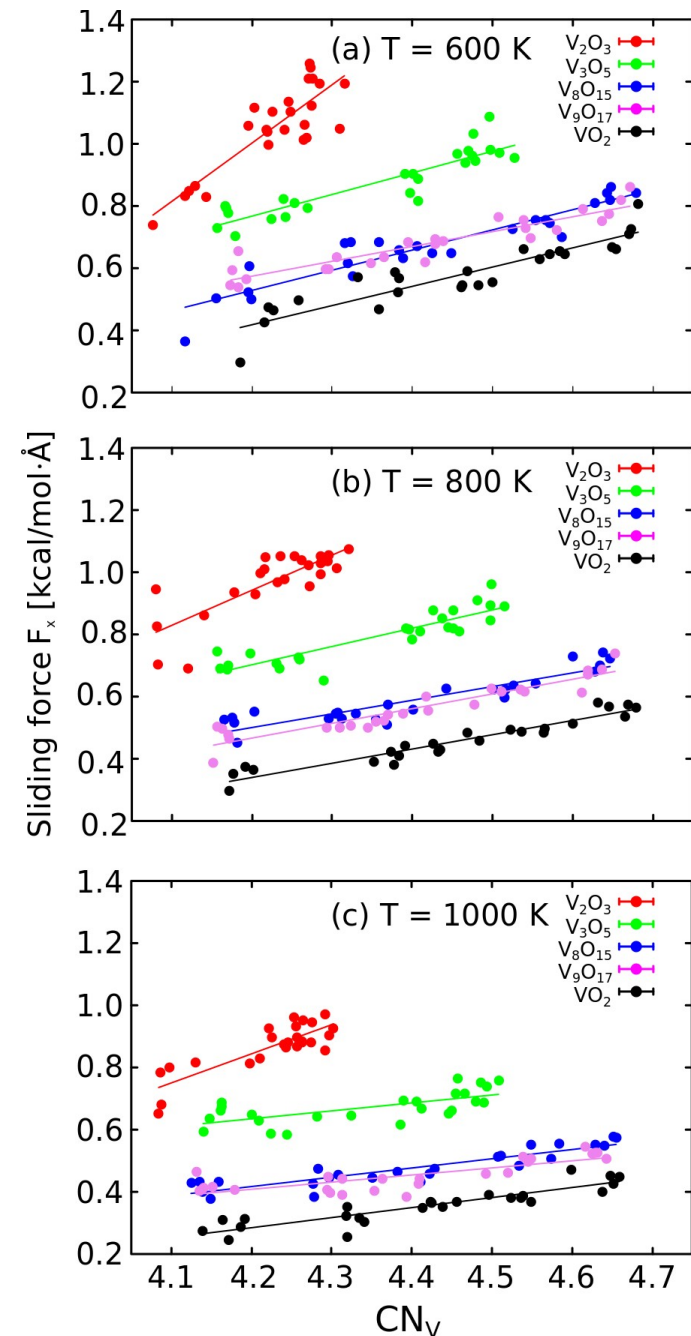 1.4
(a) T = 600 K
V₂O₃
V₃O₅
1.2
V₈O₁₅
V₉O₁₇
VO₂
1.0
0.8
0.6
0.4
0.2
1.4
(b) T = 800 K
V₂O₃
V₃O₅
1.2
V₈O₁₅
V₉O₁₇
VO₂
1.0
0.8
0.6
0.4
0.2
Sliding force Fₓ [kcal/mol·Å]
1.4
(c) T = 1000 K
V₂O₃
V₃O₅
1.2
V₈O₁₅
V₉O₁₇
VO₂
1.0
0.8
0.6
0.4
0.2
4.1 4.2 4.3 4.4 4.5 4.6 4.7
CNᵥ